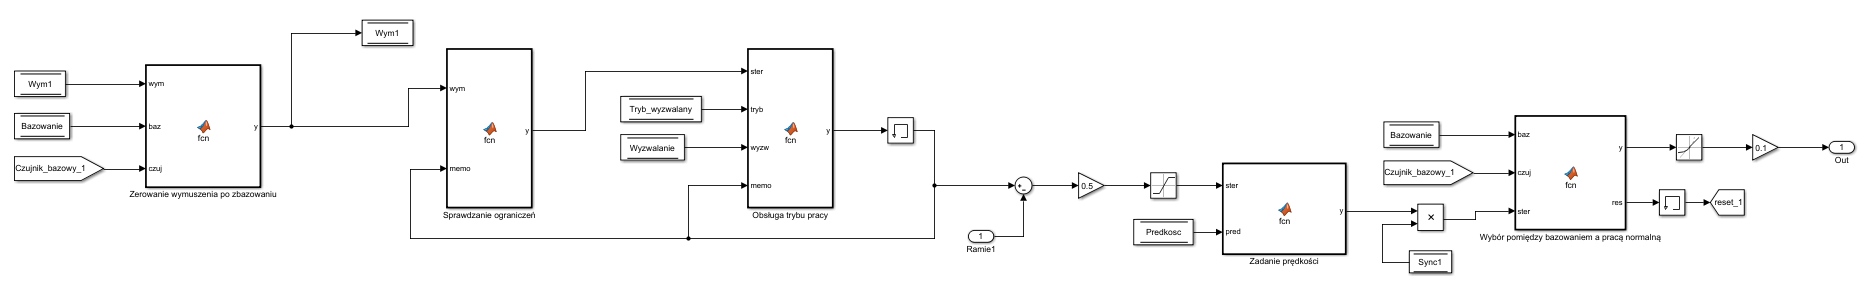 Wym1
Bazowanie
Czujnik_bazowy_1
wym
baz
czuj
fcn
y
Zerowanie wymuszenia po zbazowaniu
Wym1
wym
memo
fcn
y
Sprawdzanie ograniczeń
Tryb_wyzwalany
Wyzwalanie
ster
tryb
wyzw
memo
fcn
y
Obsługa trybu pracy
1
Ramie1
+
-
0.5
Predkosc
ster
pred
fcn
y
Zadanie prędkości
×
Sync1
Bazowanie
Czujnik_bazowy_1
baz
czuj
ster
fcn
y
res
Wybór pomiędzy bazowaniem a pracą normalną
0.1
1
Out
reset_1